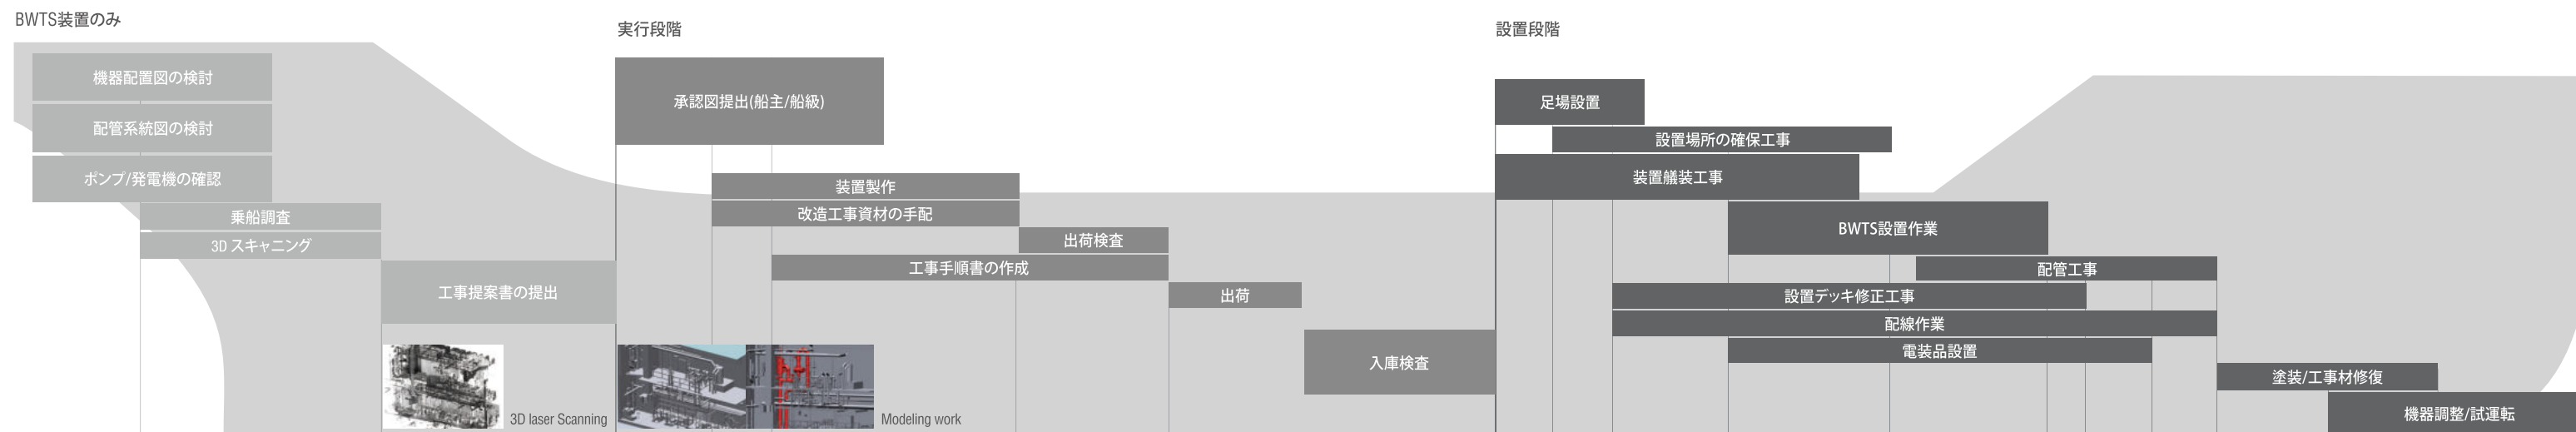 BWTS装置のみ
機器配置図の検討
配管系統図の検討
ポンプ/発電機の確認
乗船調査
3D スキャニング
工事提案書の提出
3D laser Scanning
実行段階
承認図提出(船主/船級)
装置製作
改造工事資材の手配
出荷検査
工事手順書の作成
出荷
入庫検査
Modeling work
設置段階
足場設置
設置場所の確保工事
装置艤装工事
BWTS設置作業
配管工事
設置デッキ修正工事
配線作業
電装品設置
塗装/工事材修復
機器調整/試運転